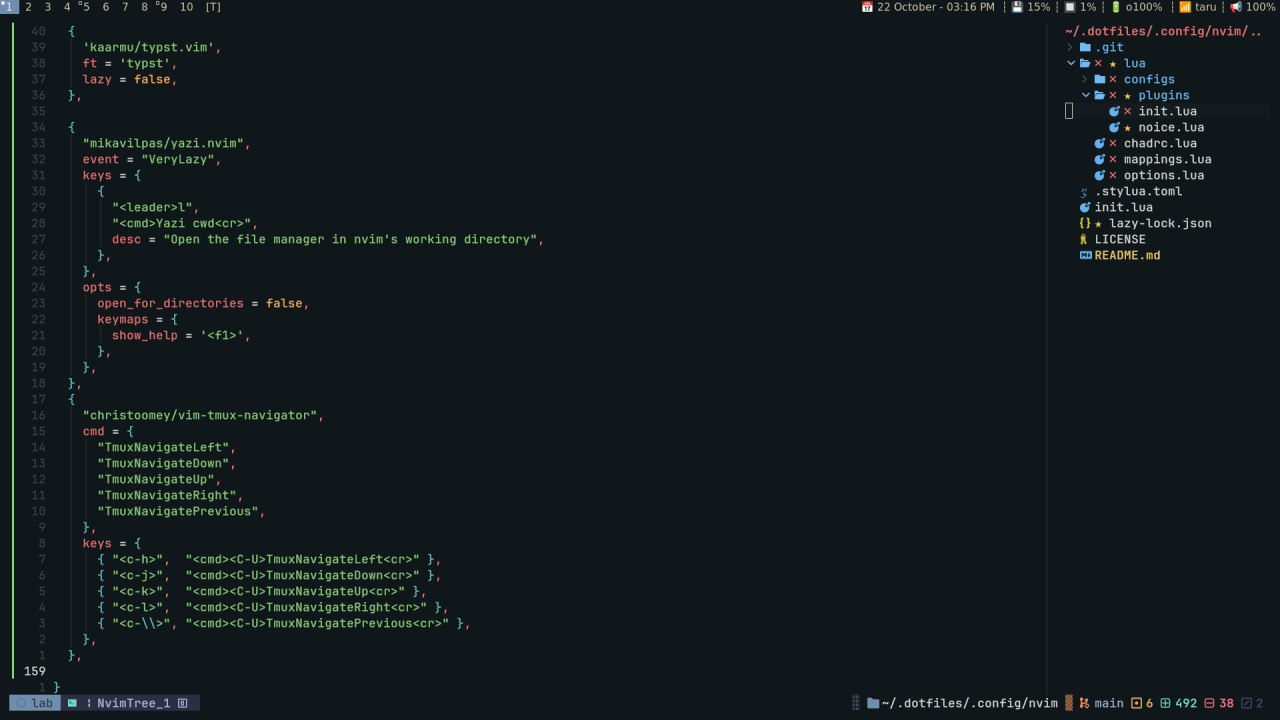 1 2 3 4 5 6 7 8 9 10 [T]
22 October - 03:16 PM ¦ 15% ¦ 1% ¦ o100% ¦ taru ¦ 100%
40 {
39 'kaarmu/typst.vim',
38 ft = 'typst',
37 lazy = false,
36 },
35
34 {
33 "mikavilpas/yazi.nvim",
32 event = "VeryLazy",
31 keys = {
30 {
29 "<leader>l",
28 "<cmd>Yazi cwd<cr>",
27 desc = "Open the file manager in nvim's working directory",
26 },
25 },
24 opts = {
23 open_for_directories = false,
22 keymaps = {
21 show_help = '<f1>',
20 },
19 },
18 },
17 {
16 "christoomey/vim-tmux-navigator",
15 cmd = {
14 "TmuxNavigateLeft",
13 "TmuxNavigateDown",
12 "TmuxNavigateUp",
11 "TmuxNavigateRight",
10 "TmuxNavigatePrevious",
9 },
8 keys = {
7 { "<c-h>", "<cmd><C-U>TmuxNavigateLeft<cr>" },
6 { "<c-j>", "<cmd><C-U>TmuxNavigateDown<cr>" },
5 { "<c-k>", "<cmd><C-U>TmuxNavigateUp<cr>" },
4 { "<c-l>", "<cmd><C-U>TmuxNavigateRight<cr>" },
3 { "<c-\\>", "<cmd><C-U>TmuxNavigatePrevious<cr>" },
2 },
1 },
159
1 }
~/.dotfiles/.config/nvim/..
.git
lua
configs
plugins
init.lua
noice.lua
chadrc.lua
mappings.lua
options.lua
.stylua.toml
init.lua
{} lazy-lock.json
LICENSE
README.md
lab ¦ NvimTree_1
~/.dotfiles/.config/nvim main 6 492 38 2